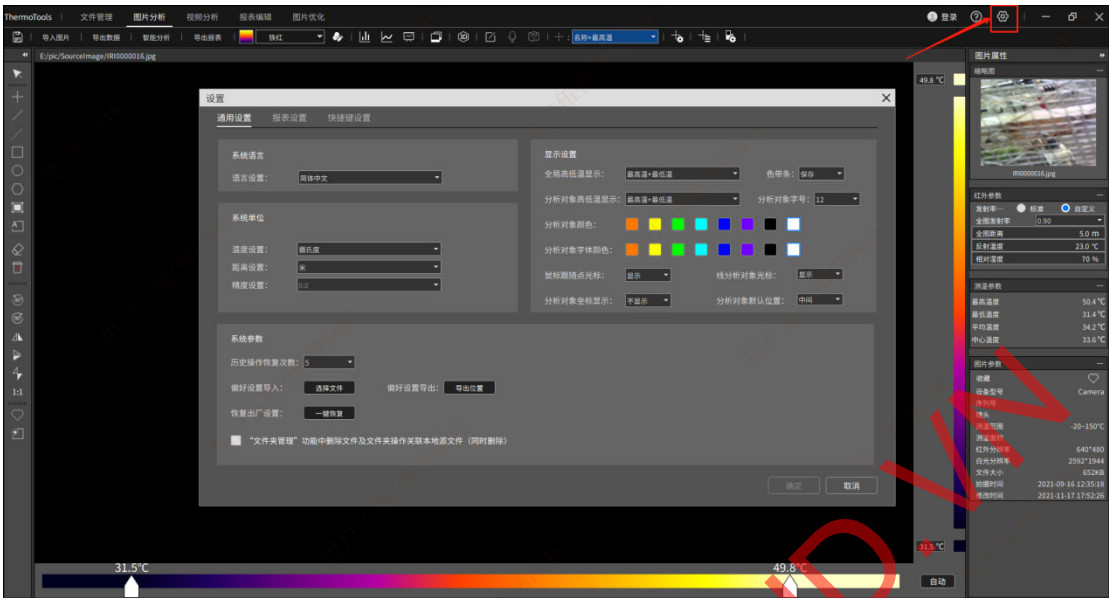 ThermoTools 文件管理 图片分析 视频分析 报表编辑 图片优化 登录
导入图片 导出数据 智能分析 导出报表 铁红 名称+最高温
E:/pic/SourceImage/IRI0000016.jpg 图片属性
缩略图
49.8 ℃
设置
通用设置 报表设置 快捷键设置
系统语言
语言设置: 简体中文
系统单位
温度设置: 摄氏度
距离设置: 米
精度设置: 0.0
显示设置
全局高低温显示: 最高温+最低温 色带条: 保存
分析对象高低温显示: 最高温+最低温 分析对象字号: 12
分析对象颜色:
分析对象字体颜色:
鼠标跟随点光标: 显示 线分析对象光标: 显示
分析对象坐标显示: 不显示 分析对象默认位置: 中间
系统参数
历史操作恢复次数: 5
偏好设置导入: 选择文件 偏好设置导出: 导出位置
恢复出厂设置: 一键恢复
“文件夹管理”功能中删除文件及文件夹操作关联本地源文件（同时删除）
确定 取消
1:1
IRI0000016.jpg
红外参数
发射率… 标准 自定义
全图发射率 0.90
全图距离 5.0 m
反射温度 23.0 ℃
相对湿度 70 %
测温参数
最高温度 50.4℃
最低温度 31.4℃
平均温度 34.2℃
中心温度 33.6℃
图片参数
收藏
设备型号 Camera
序列号
镜头
测温范围 -20~150℃
红外分辨率 640*480
白光分辨率 2592*1944
文件大小 652KB
拍摄时间 2021-09-16 12:35:18
修改时间 2021-11-17 17:52:26
31.5 ℃
31.5℃ 49.8℃
自动